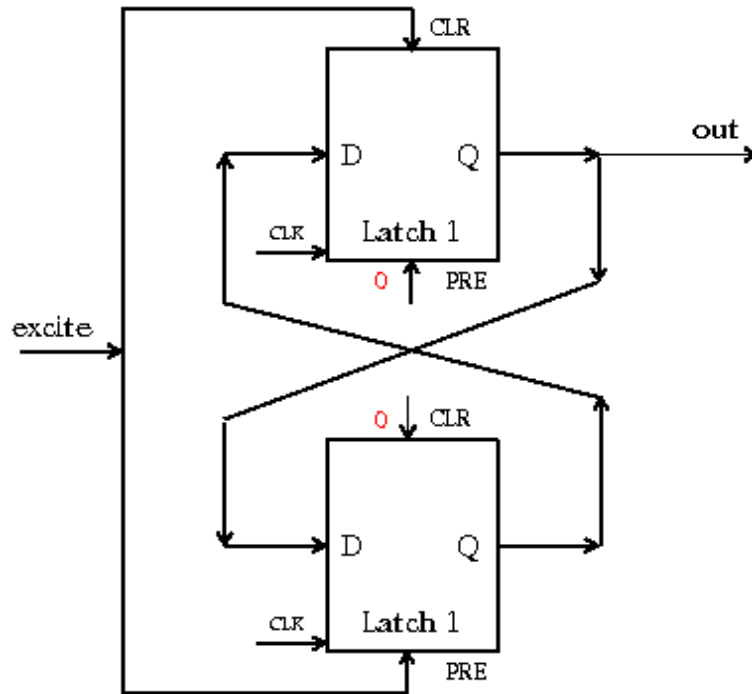 CLR
out
D
Q
CLK
Latch 1
0
PRE
excite
0
CLR
D
Q
CLK
Latch 1
PRE